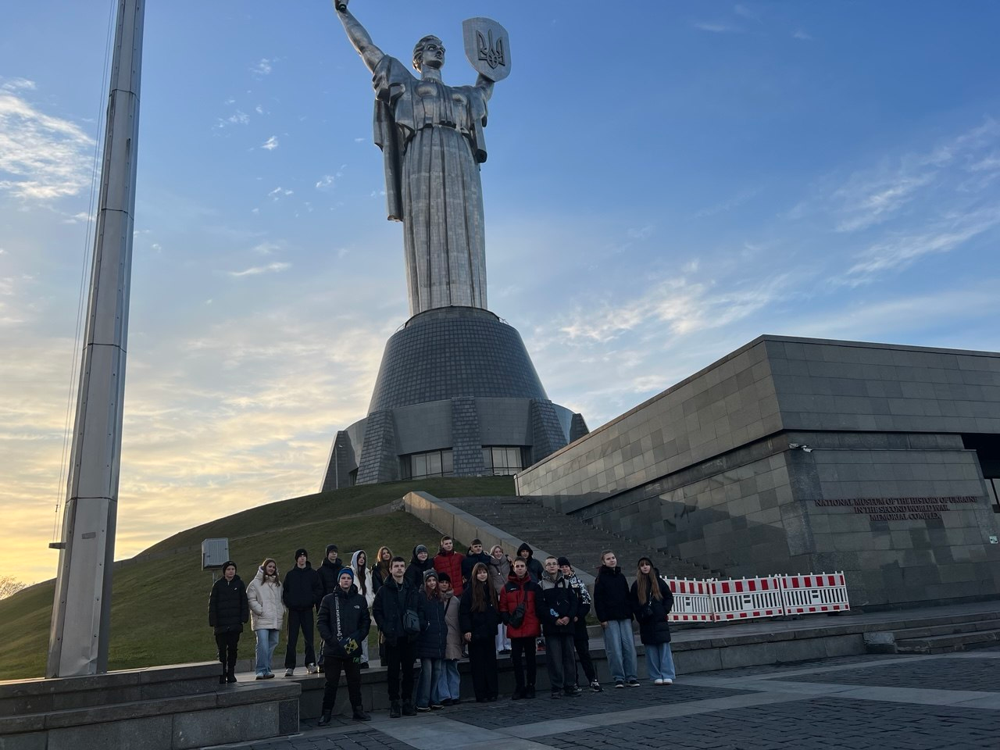 NATIONAL MUSEUM OF THE HISTORY OF UKRAINE
IN THE SECOND WORLD WAR
MEMORIAL COMPLEX